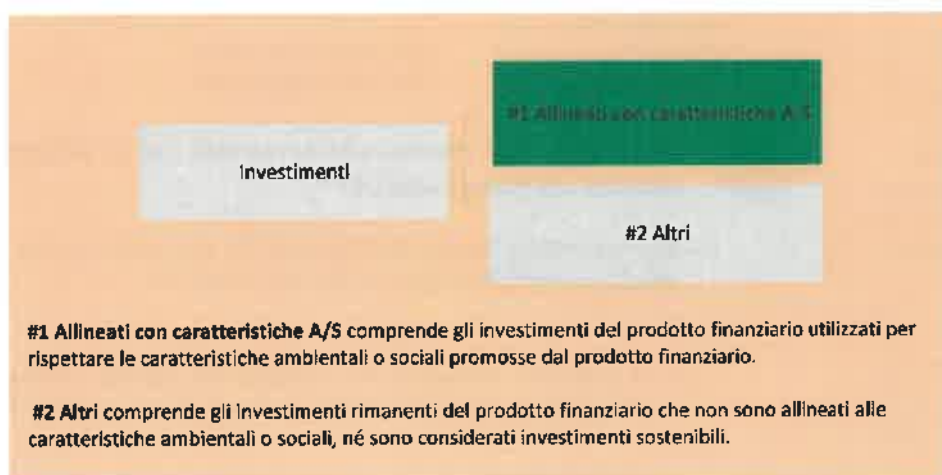 #1 Allineati con caratteristiche A/S
Investimenti
#2 Altri
#1 Allineati con caratteristiche A/S comprende gli investimenti del prodotto finanziario utilizzati per
rispettare le caratteristiche ambientali o sociali promosse dal prodotto finanziario.
#2 Altri comprende gli investimenti rimanenti del prodotto finanziario che non sono allineati alle
caratteristiche ambientali o sociali, né sono considerati investimenti sostenibili.